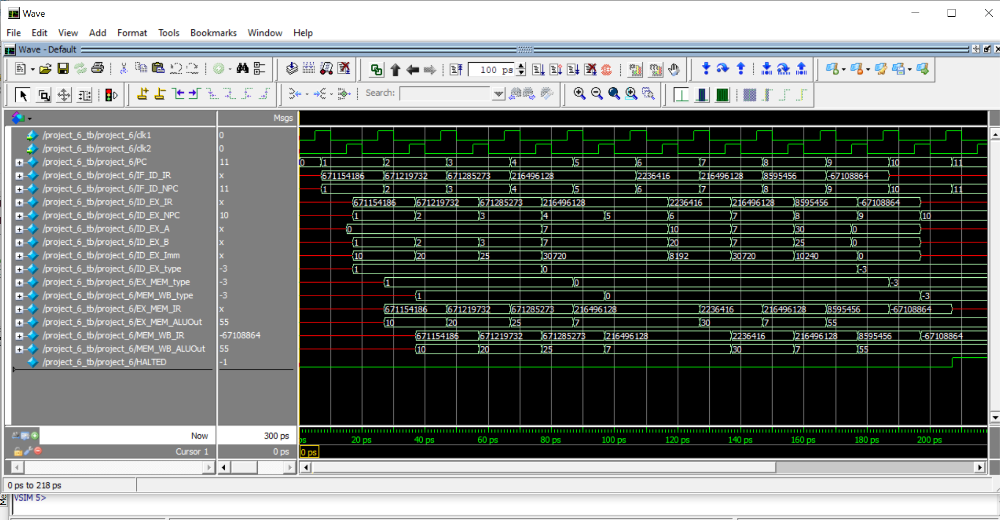 Wave
File Edit View Add Format Tools Bookmarks Window Help
Wave - Default
100 ps
Search:
Msgs
/project_6_tb/project_6/clk1 0
/project_6_tb/project_6/clk2 0
/project_6_tb/project_6/PC 11 0 1 2 3 4 5 6 7 8 9 10 11
/project_6_tb/project_6/IF_ID_IR x 671154186 671219732 671285273 216496128 2236416 216496128 8595456 -67108864
/project_6_tb/project_6/IF_ID_NPC 11 1 2 3 4 5 6 7 8 9 10 11
/project_6_tb/project_6/ID_EX_IR x 671154186 671219732 671285273 216496128 2236416 216496128 8595456 -67108864
/project_6_tb/project_6/ID_EX_NPC 10 1 2 3 4 5 6 7 8 9 10
/project_6_tb/project_6/ID_EX_A x 0 7 10 7 30 0
/project_6_tb/project_6/ID_EX_B x 1 2 3 7 20 7 25 0
/project_6_tb/project_6/ID_EX_Imm x 10 20 25 30720 8192 30720 10240 0
/project_6_tb/project_6/ID_EX_type -3 1 0 -3
/project_6_tb/project_6/EX_MEM_type -3 1 0 -3
/project_6_tb/project_6/MEM_WB_type -3 1 0 -3
/project_6_tb/project_6/EX_MEM_IR x 671154186 671219732 671285273 216496128 2236416 216496128 8595456 -67108864
/project_6_tb/project_6/EX_MEM_ALUOut 55 10 20 25 7 30 7 55
/project_6_tb/project_6/MEM_WB_IR -67108864 671154186 671219732 671285273 216496128 2236416 216496128 8595456 -67108864
/project_6_tb/project_6/MEM_WB_ALUOut 55 10 20 25 7 30 7 55
/project_6_tb/project_6/HALTED -1
Now 300 ps ps 20 ps 40 ps 60 ps 80 ps 100 ps 120 ps 140 ps 160 ps 180 ps 200 ps
Cursor 1 0 ps 0 ps
0 ps to 218 ps
VSIM 5>